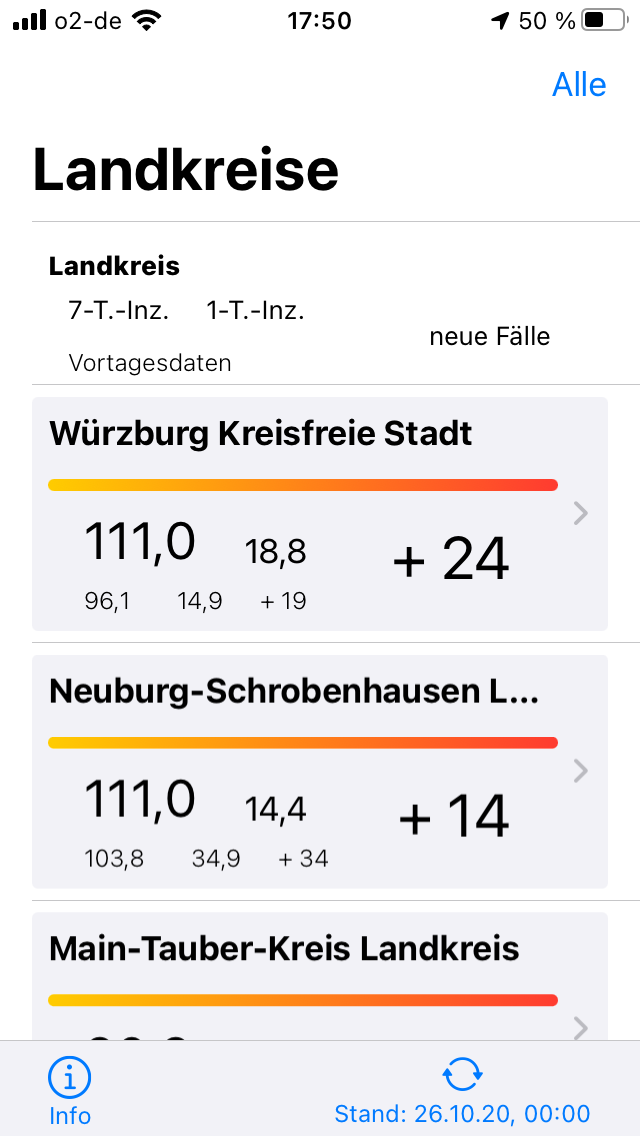 o2-de 17:50 50 %
Alle
Landkreise
Landkreis
7-T.-Inz. 1-T.-Inz.
neue Fälle
Vortagesdaten
Würzburg Kreisfreie Stadt
111,0 18,8 + 24
96,1 14,9 + 19
Neuburg-Schrobenhausen L...
111,0 14,4 + 14
103,8 34,9 + 34
Main-Tauber-Kreis Landkreis
Info
Stand: 26.10.20, 00:00